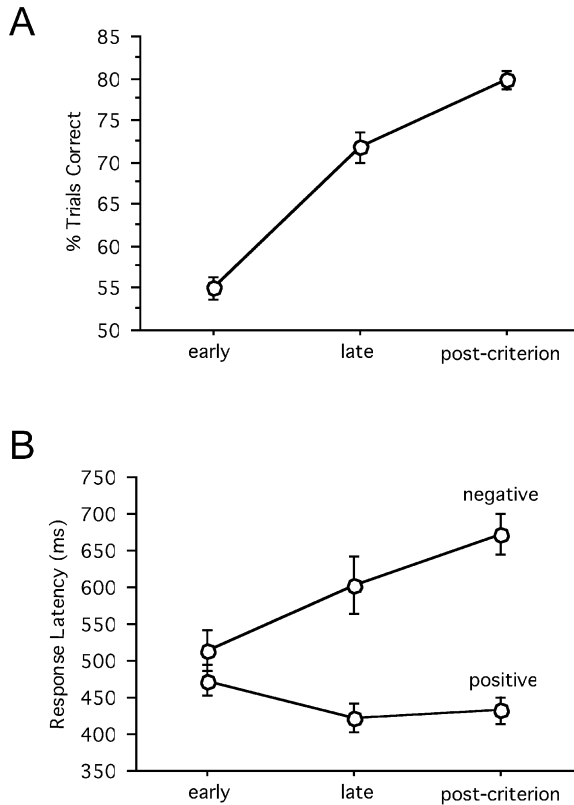 A
85
80
75
70
65
60
55
50
% Trials Correct
early late post-criterion
B
750
700
650
600
550
500
450
400
350
Response Latency (ms)
negative
positive
early late post-criterion